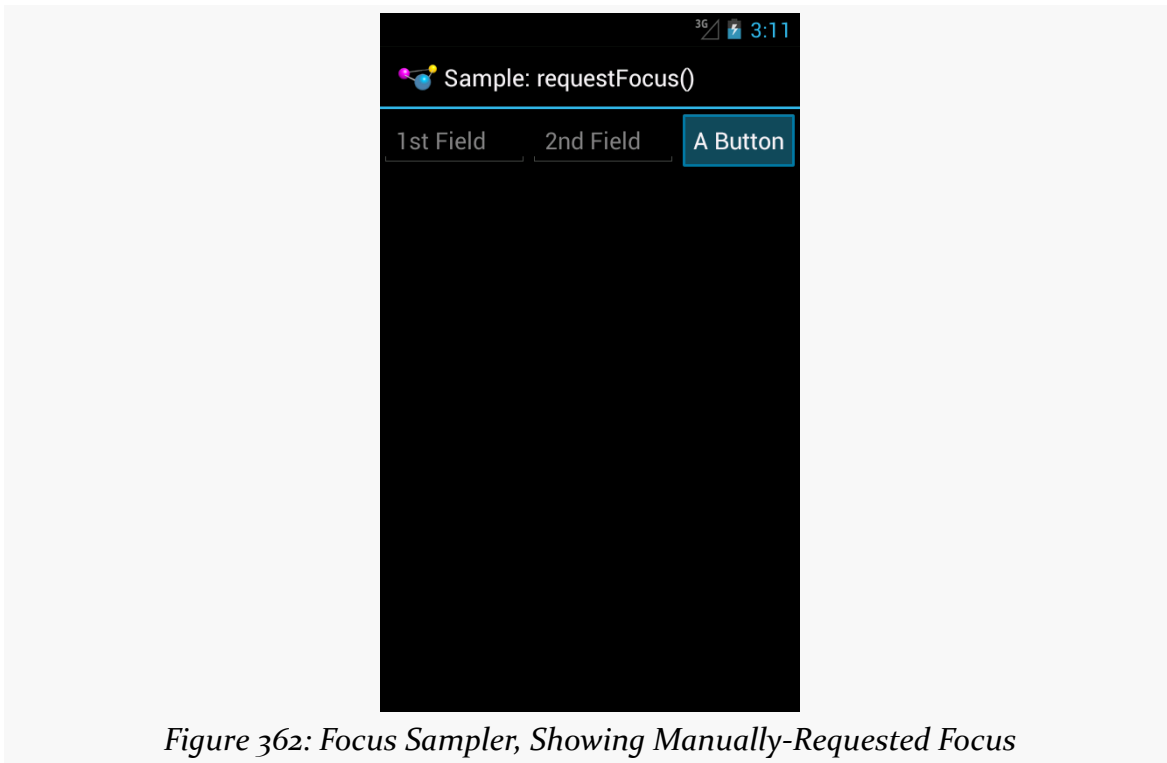 3G 3:11
Sample: requestFocus()
1st Field 2nd Field A Button
Figure 362: Focus Sampler, Showing Manually-Requested Focus